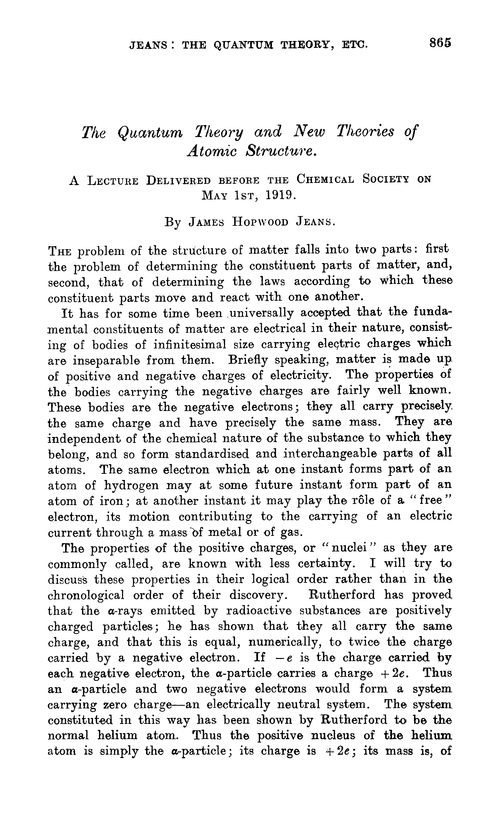 JEANS: THE QUANTUM THEORY, ETC. 865
The Quantum Theory and New Theories of
Atomic Structure.
A LECTURE DELIVERED BEFORE THE CHEMICAL SOCIETY ON
MAY 1ST, 1919.
By JAMES HOPWOOD JEANS.
THE problem of the structure of matter falls into two parts: first
the problem of determining the constituent parts of matter, and,
second, that of determining the laws according to which these
constituent parts move and react with one another.
It has for some time been universally accepted that the funda-
mental constituents of matter are electrical in their nature, consist-
ing of bodies of infinitesimal size carrying electric charges which
are inseparable from them. Briefly speaking, matter is made up
of positive and negative charges of electricity. The properties of
the bodies carrying the negative charges are fairly well known.
These bodies are the negative electrons; they all carry precisely
the same charge and have precisely the same mass. They are
independent of the chemical nature of the substance to which they
belong, and so form standardised and interchangeable parts of all
atoms. The same electron which at one instant forms part of an
atom of hydrogen may at some future instant form part of an
atom of iron; at another instant it may play the rôle of a "free"
electron, its motion contributing to the carrying of an electric
current through a mass of metal or of gas.
The properties of the positive charges, or "nuclei" as they are
commonly called, are known with less certainty. I will try to
discuss these properties in their logical order rather than in the
chronological order of their discovery. Rutherford has proved
that the α-rays emitted by radioactive substances are positively
charged particles; he has shown that they all carry the same
charge, and that this is equal, numerically, to twice the charge
carried by a negative electron. If −e is the charge carried by
each negative electron, the α-particle carries a charge +2e. Thus
an α-particle and two negative electrons would form a system
carrying zero charge—an electrically neutral system. The system
constituted in this way has been shown by Rutherford to be the
normal helium atom. Thus the positive nucleus of the helium
atom is simply the α-particle; its charge is +2e; its mass is, of